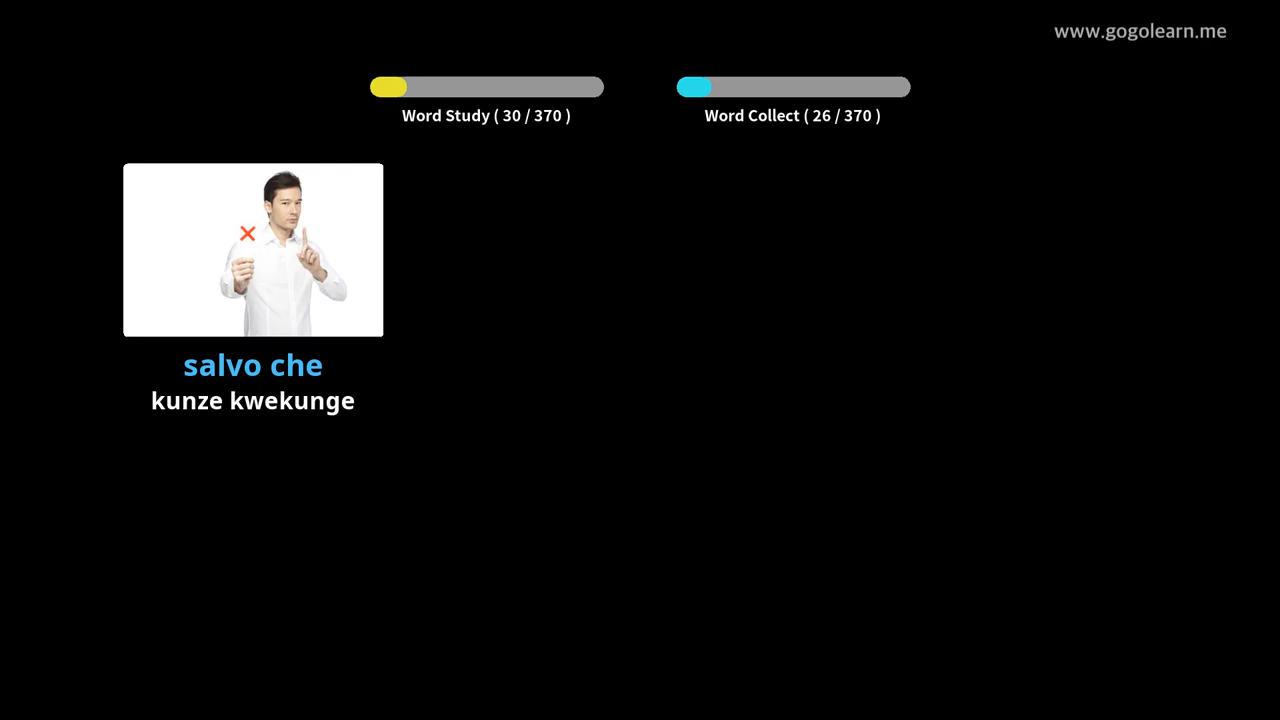 www.gogolearn.me
Word Study ( 30 / 370 )
Word Collect ( 26 / 370 )
salvo che
kunze kwekunge